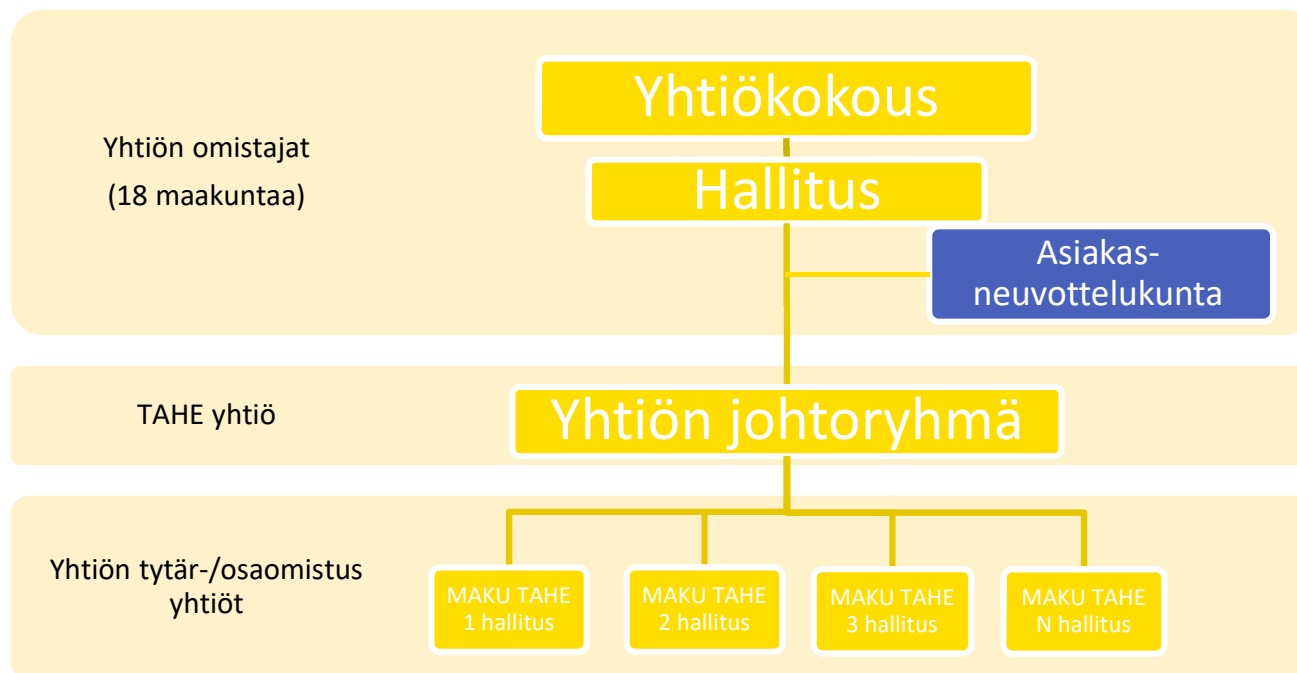 Yhtiökokous
Yhtiön omistajat
(18 maakuntaa)
Hallitus
Asiakas-
neuvottelukunta
TAHE yhtiö
Yhtiön johtoryhmä
Yhtiön tytär-/osaomistus
yhtiöt
MAKU TAHE
1 hallitus
MAKU TAHE
2 hallitus
MAKU TAHE
3 hallitus
MAKU TAHE
N hallitus